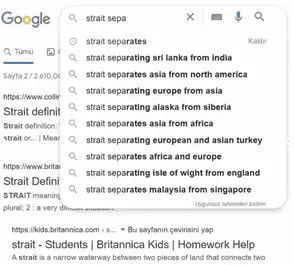 Google
strait sepa
strait separates
Kaldır
strait separating sri lanka from india
strait separates asia from north america
strait separating europe from asia
strait separating alaska from siberia
strait separates asia from africa
strait separating european and asian turkey
strait separates africa and europe
strait separating isle of wight from england
strait separates malaysia from singapore
Uygunsuz tahminleri bildirin
Tümü
Sayfa 2 / 2.610.00
https://www.collin
Strait definit
Strait definition:
strait or... | Mean
https://www.britan
Strait Defini
STRAIT meaning
plural; 2 : a very difficult situation.
https://kids.britannica.com › s... Bu sayfanın çevirisini yap
strait - Students | Britannica Kids | Homework Help
A strait is a narrow waterway between two pieces of land that connects two